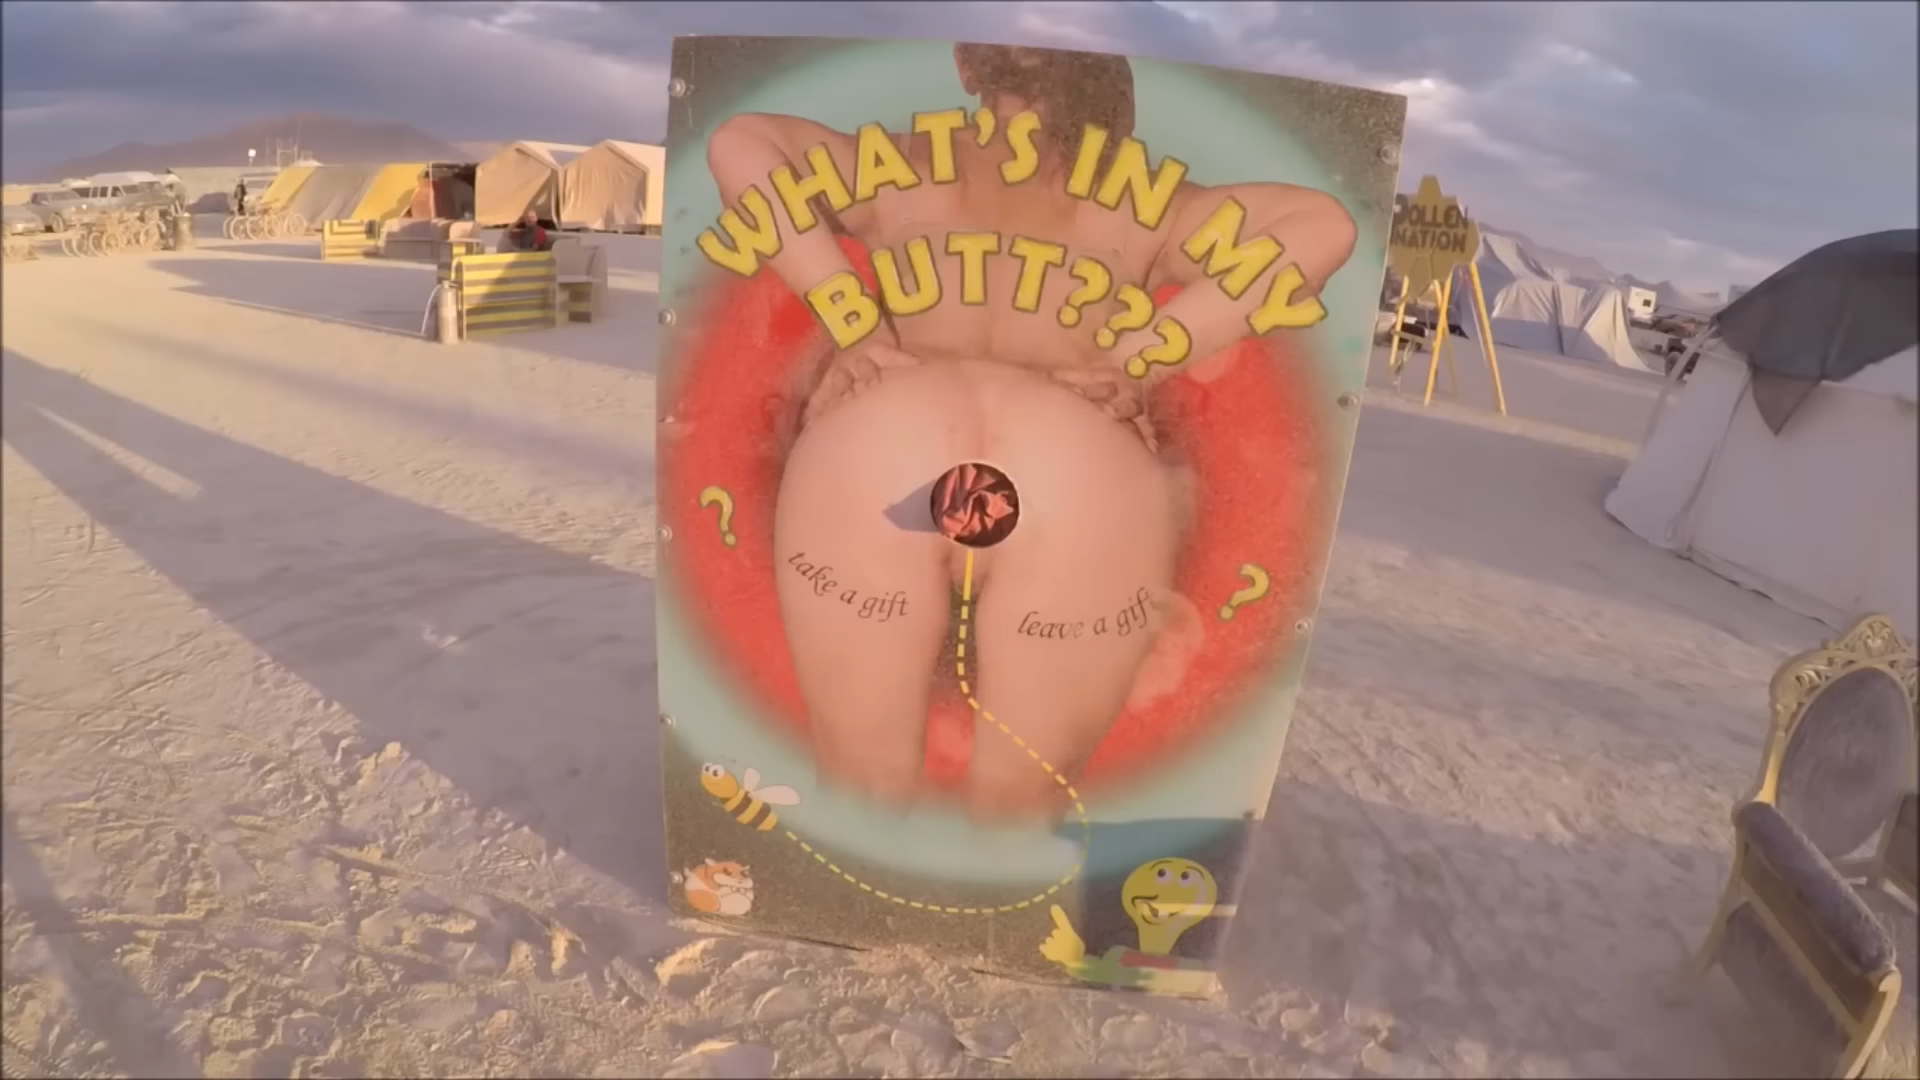 WHAT'S IN MY
BUTT???
?
?
take a gift
leave a gift
POLLEN
NATION